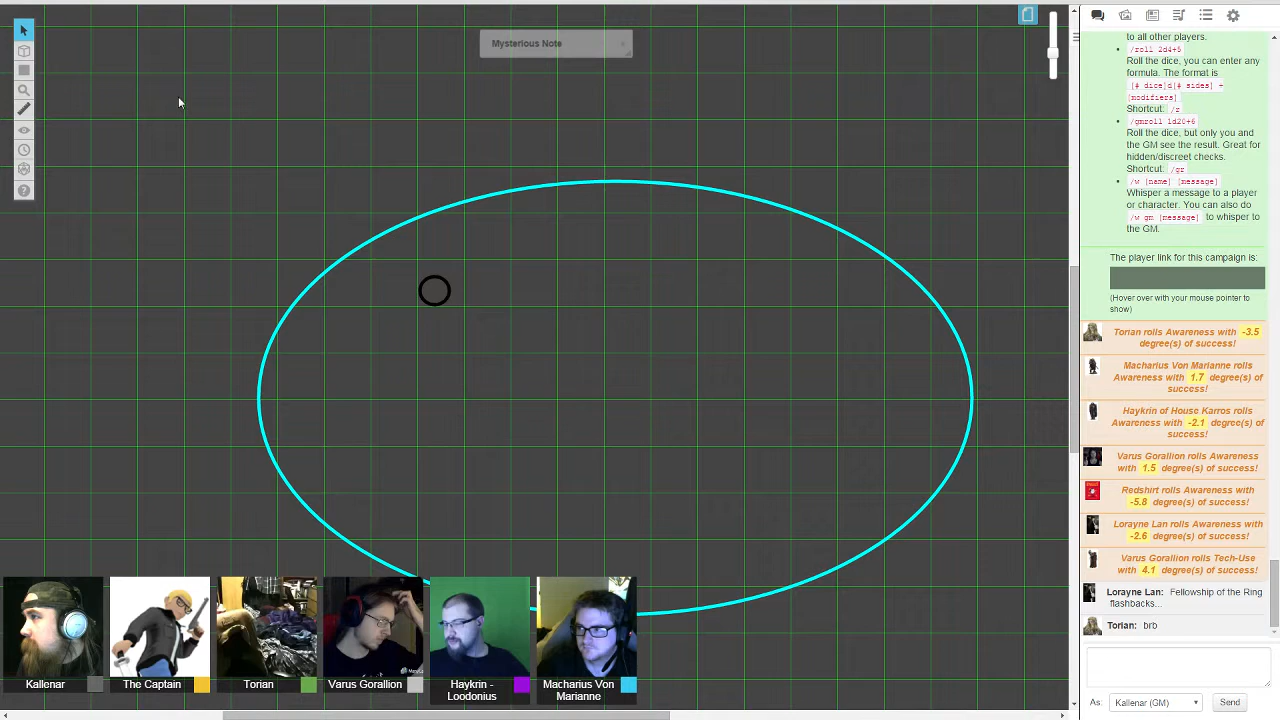 Mysterious Note
to all other players.
/roll 2d4+5
Roll the dice, you can enter any
formula. The format is
[# dice]d[# sides] +
[modifiers]
Shortcut: /r
/gmroll 1d20+6
Roll the dice, but only you and
the GM see the result. Great for
hidden/discreet checks.
Shortcut: /gr
/w [name] [message]
Whisper a message to a player
or character. You can also do
/w gm [message] to whisper to
the GM.
The player link for this campaign is:
(Hover over with your mouse pointer to
show)
Torian rolls Awareness with -3.5
degree(s) of success!
Macharius Von Marianne rolls
Awareness with 1.7 degree(s) of
success!
Haykrin of House Karros rolls
Awareness with -2.1 degree(s) of
success!
Varus Gorallion rolls Awareness
with 1.5 degree(s) of success!
Redshirt rolls Awareness with
-5.8 degree(s) of success!
Lorayne Lan rolls Awareness with
-2.6 degree(s) of success!
Varus Gorallion rolls Tech-Use
with 4.1 degree(s) of success!
Lorayne Lan: Fellowship of the Ring
flashbacks...
Torian: brb
As: Kallenar (GM) Send
Kallenar
The Captain
Torian
Varus Gorallion
Haykrin -
Loodonius
Macharius Von
Marianne